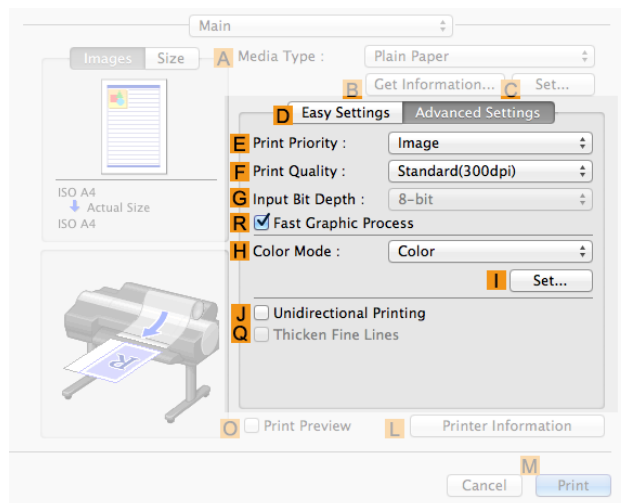 Main
Images Size A Media Type : Plain Paper
B Get Information... C Set...
D Easy Settings Advanced Settings
E Print Priority : Image
F Print Quality : Standard(300dpi)
G Input Bit Depth : 8-bit
R Fast Graphic Process
H Color Mode : Color
I Set...
J Unidirectional Printing
Q Thicken Fine Lines
ISO A4
Actual Size
ISO A4
R
O Print Preview L Printer Information
M
Cancel Print